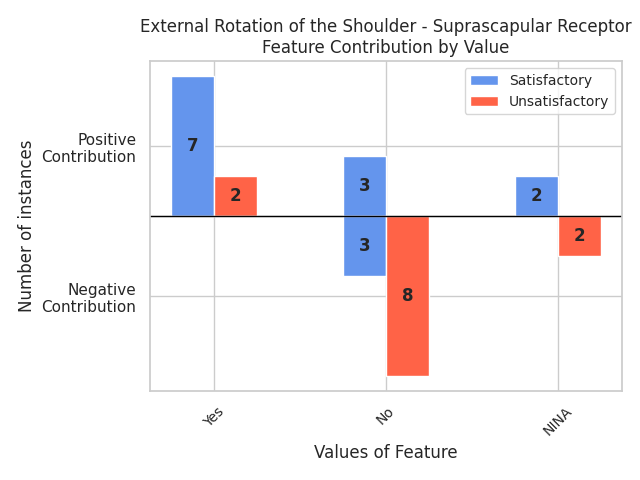 External Rotation of the Shoulder - Suprascapular Receptor
Feature Contribution by Value
Satisfactory
Unsatisfactory
Number of instances
Positive
Contribution
Negative
Contribution
7
2
3
3
8
2
2
Yes
No
NINA
Values of Feature